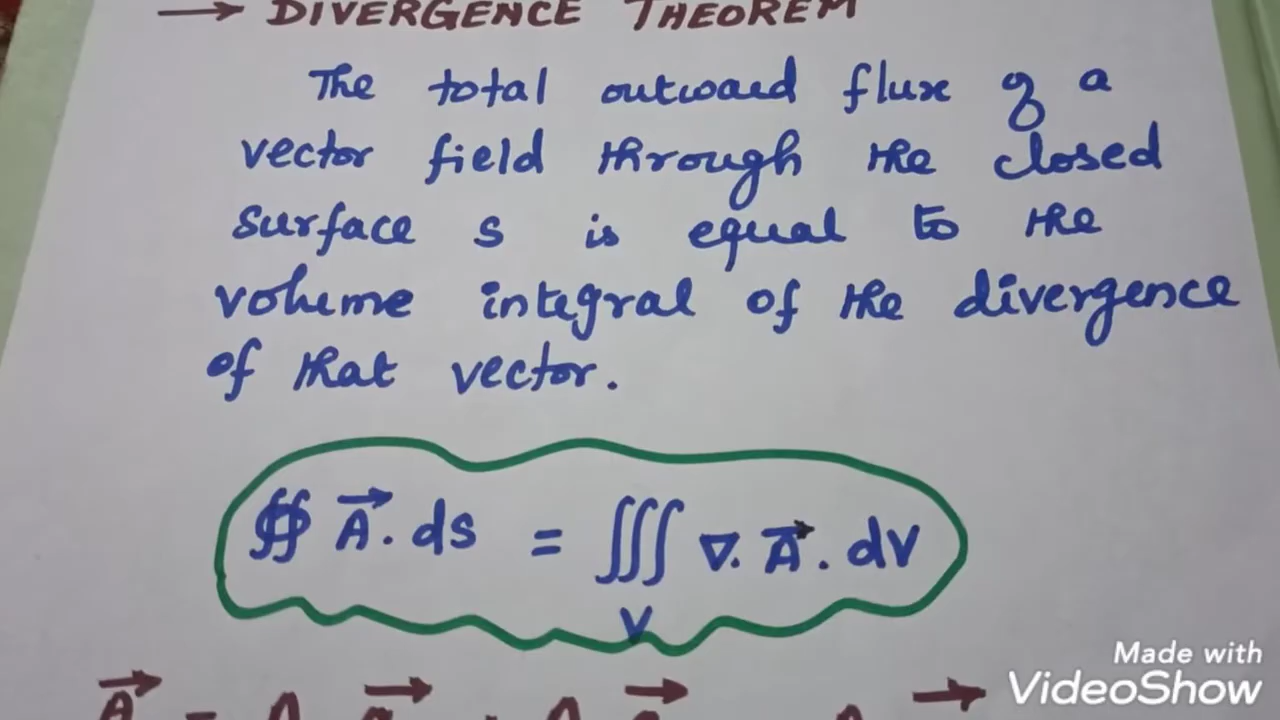 → DIVERGENCE THEOREM
The total outward flux of a
vector field through the closed
surface s is equal to the
volume integral of the divergence
of that vector.
∯ A⃗. ds = ∭ ∇. A⃗. dv
V
Made with
VideoShow